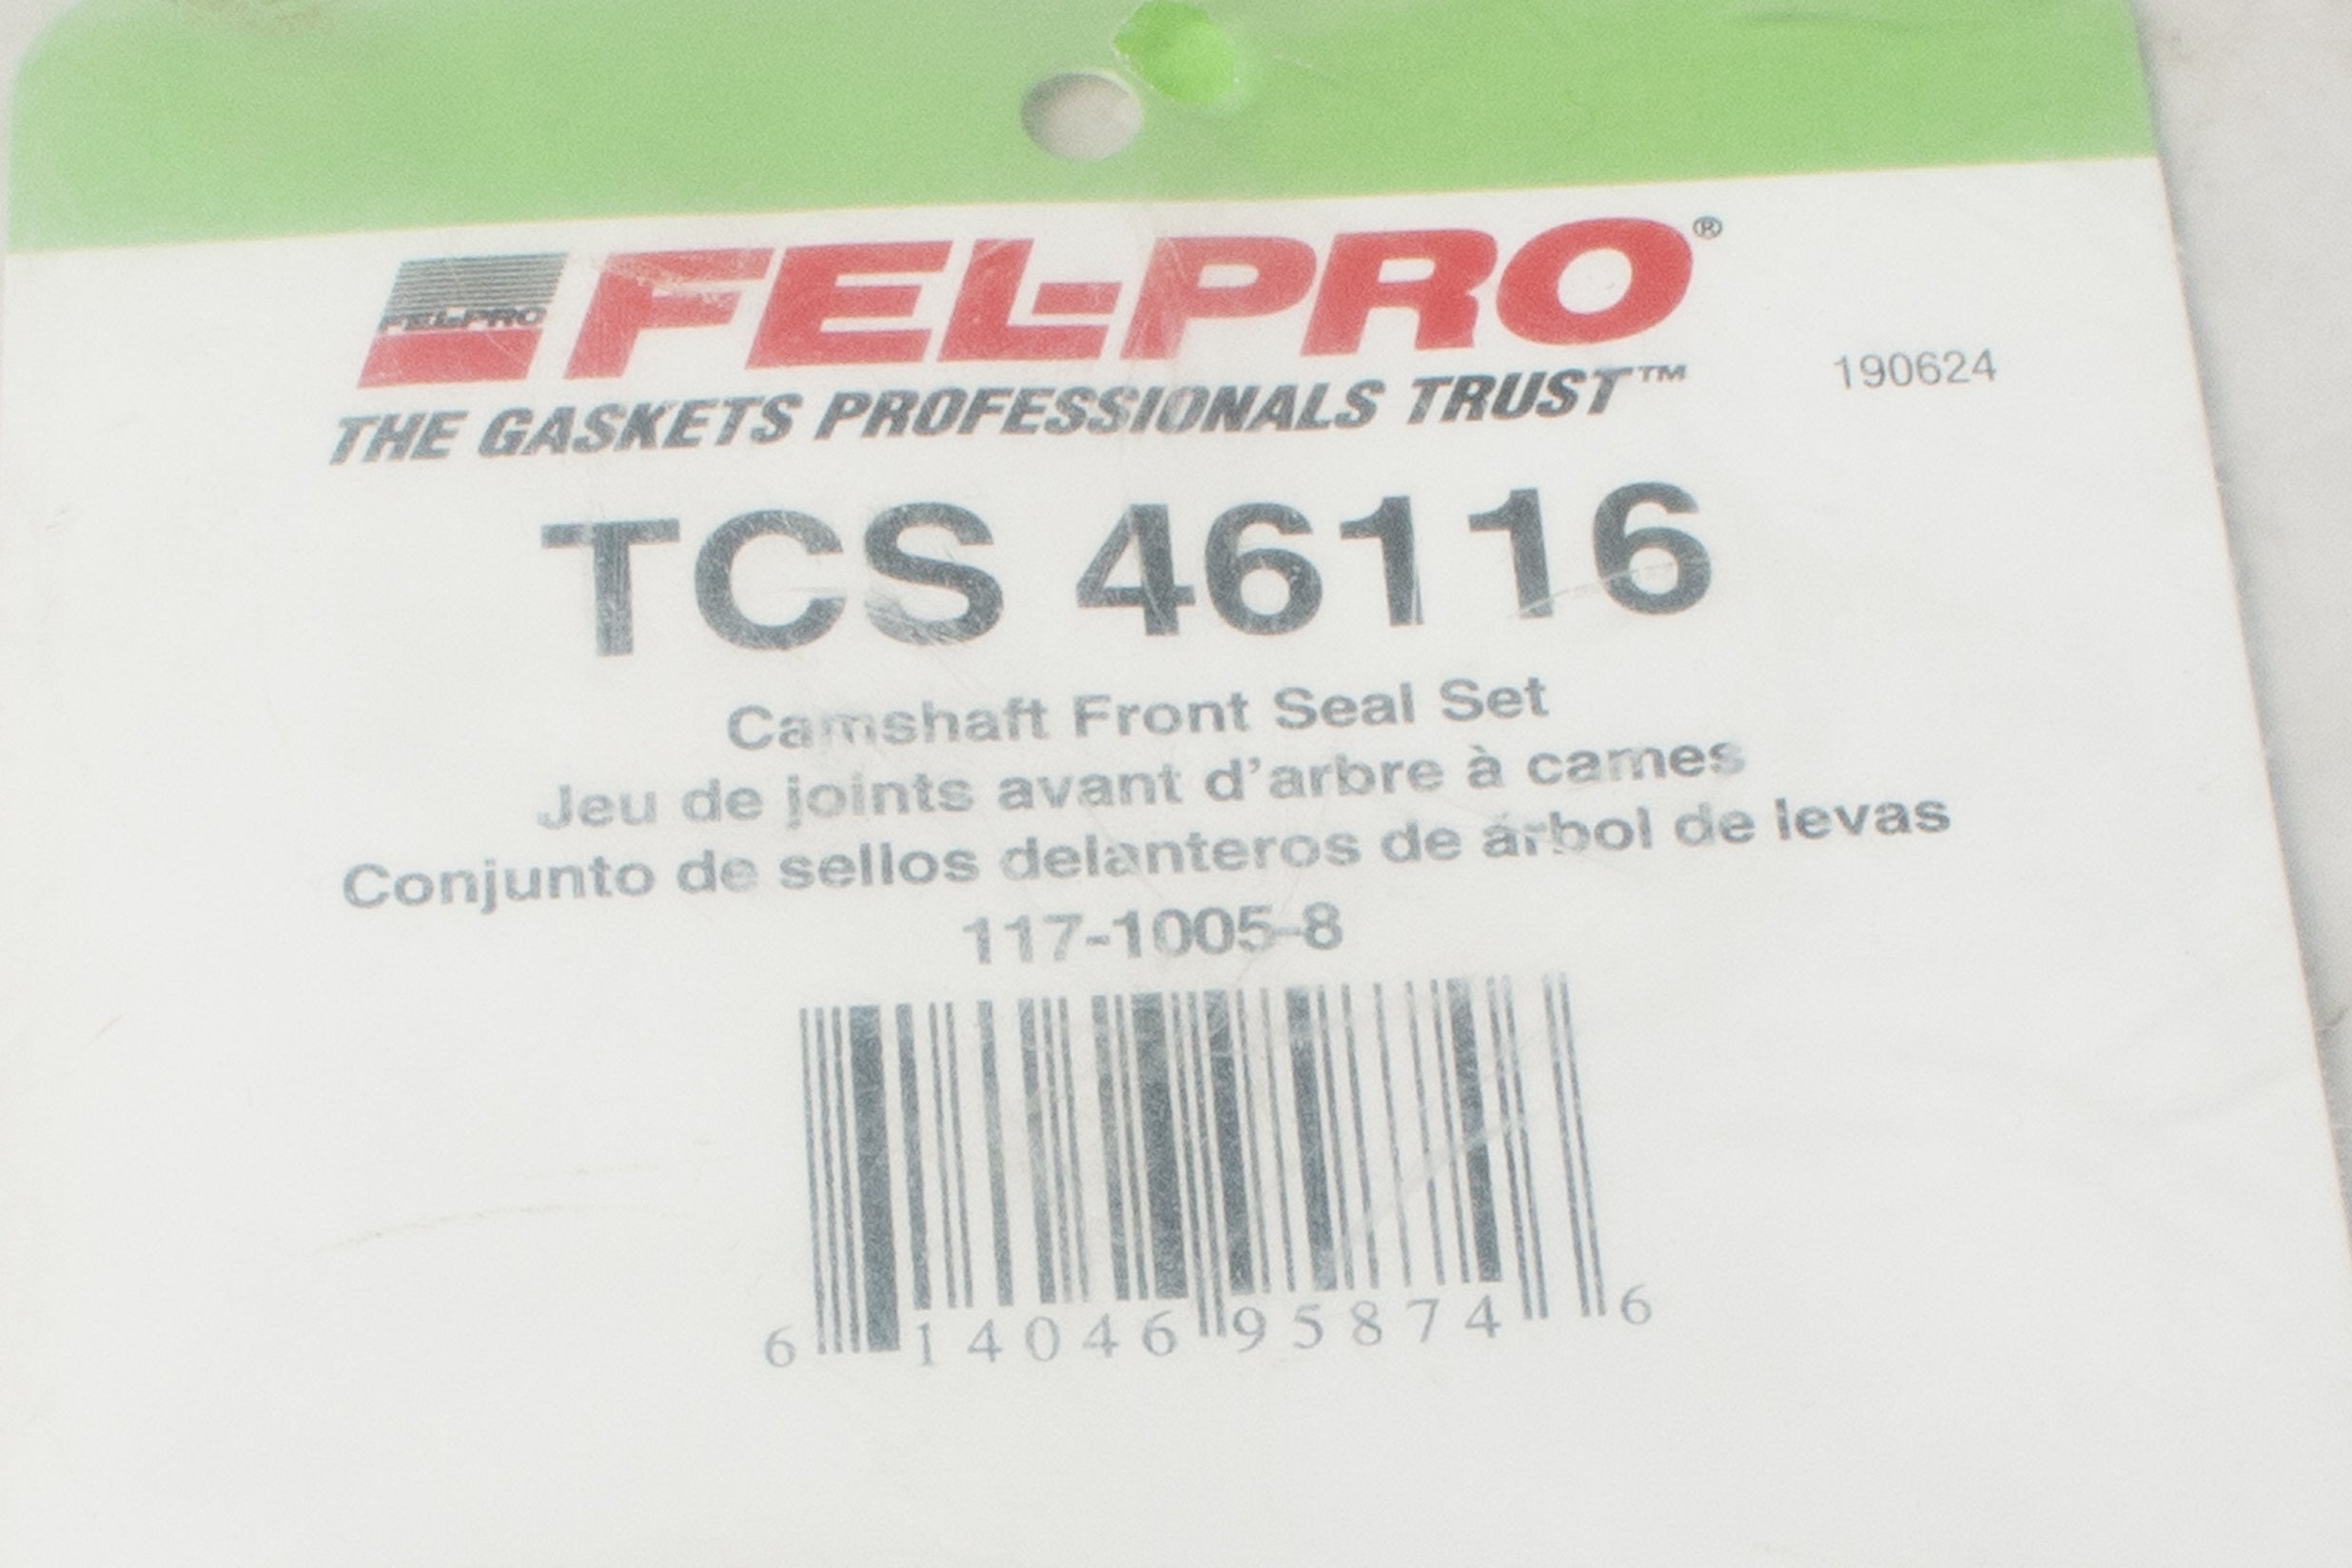 FEL-PRO
FEL-PRO®
THE GASKETS PROFESSIONALS TRUST™
190624
TCS 46116
Camshaft Front Seal Set
Jeu de joints avant d'arbre à cames
Conjunto de sellos delanteros de árbol de levas
117-1005-8
6 14046 95874 6